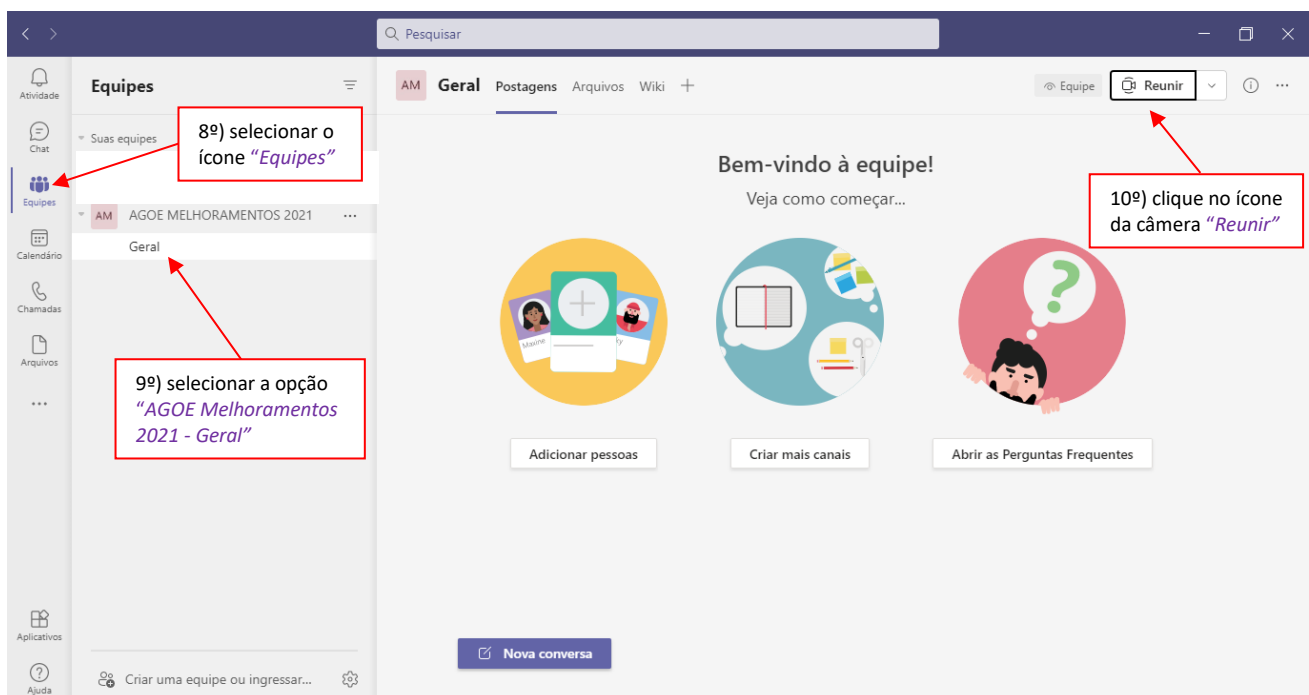 Pesquisar
Atividade
Chat
Equipes
Calendário
Chamadas
Arquivos
Aplicativos
Ajuda
Equipes
Suas equipes
8º) selecionar o
ícone “Equipes”
AM AGOE MELHORAMENTOS 2021 ...
Geral
9º) selecionar a opção
“AGOE Melhoramentos
2021 - Geral”
Criar uma equipe ou ingressar...
AM Geral Postagens Arquivos Wiki +
Equipe Reunir
10º) clique no ícone
da câmera “Reunir”
Bem-vindo à equipe!
Veja como começar...
Maxine
Adicionar pessoas
Criar mais canais
Abrir as Perguntas Frequentes
Nova conversa